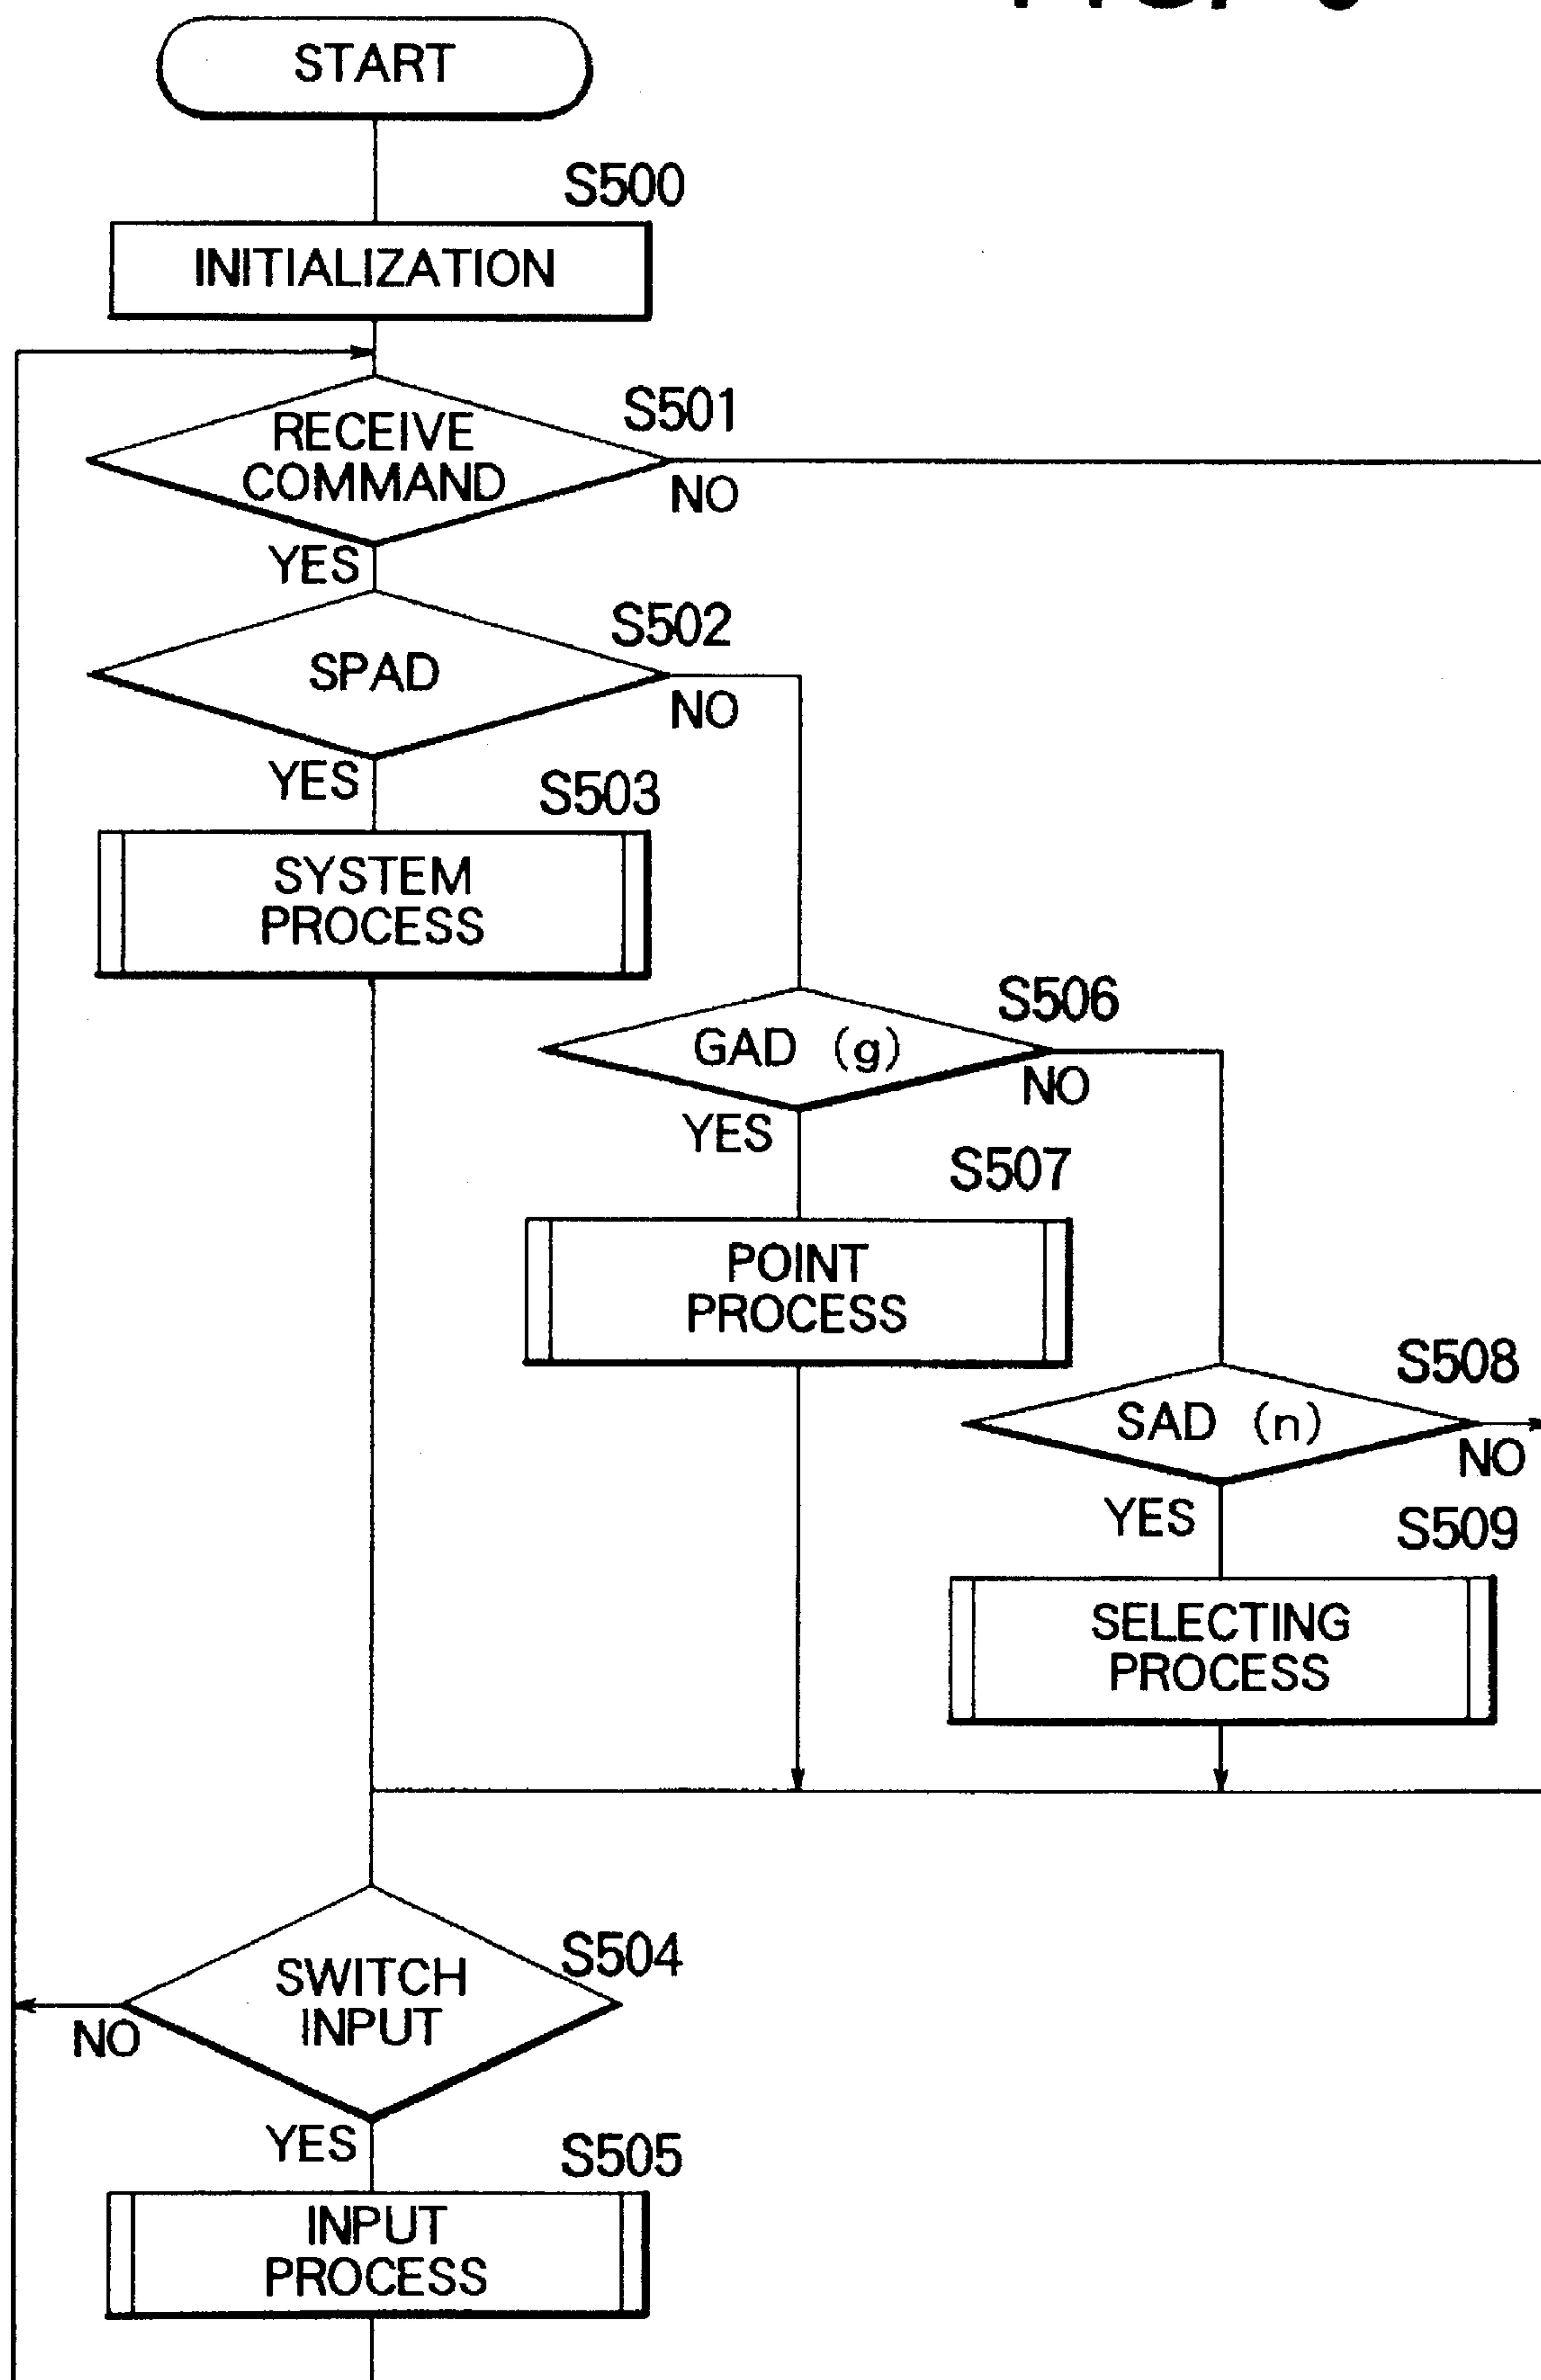 START
S500
INITIALIZATION
S501
RECEIVE
COMMAND
NO
YES
S502
SPAD
NO
YES
S503
SYSTEM
PROCESS
S506
GAD (g)
NO
YES
S507
POINT
PROCESS
S508
SAD (n)
NO
YES
S509
SELECTING
PROCESS
S504
SWITCH
INPUT
NO
YES
S505
INPUT
PROCESS